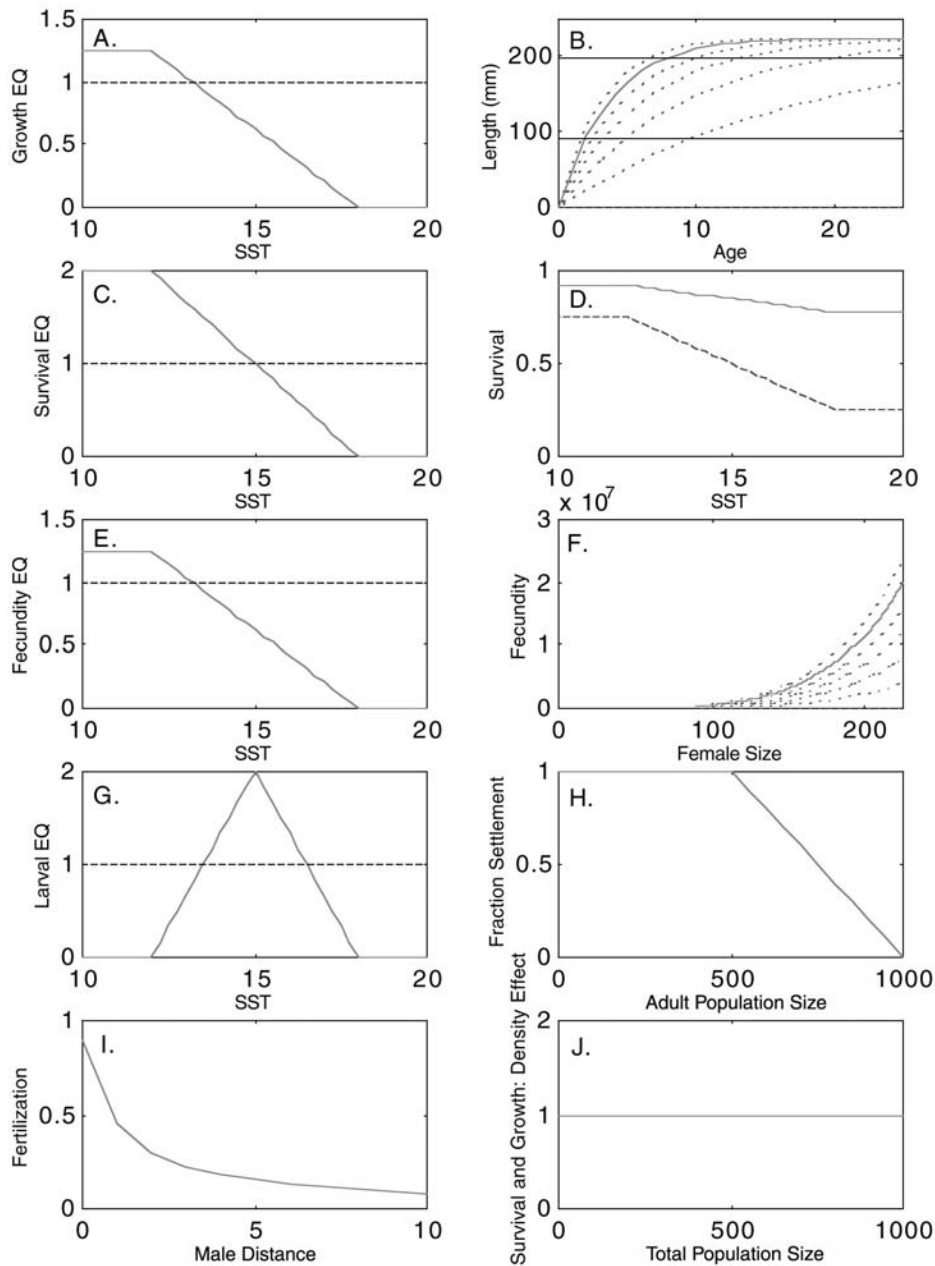 A.
1.5
1
0.5
0
Growth EQ
10
15
20
SST
B.
200
100
0
Length (mm)
0
10
20
Age
C.
2
1
0
Survival EQ
10
15
20
SST
D.
1
0.5
0
Survival
10
15
20
SST
E.
1.5
1
0.5
0
Fecundity EQ
10
15
20
SST
F.
x 10^7
3
2
1
0
Fecundity
0
100
200
Female Size
G.
2
1
0
Larval EQ
10
15
20
SST
H.
1
0.5
0
Fraction Settlement
0
500
1000
Adult Population Size
I.
1
0.5
0
Fertilization
0
5
10
Male Distance
J.
2
1
0
Survival and Growth: Density Effect
0
500
1000
Total Population Size